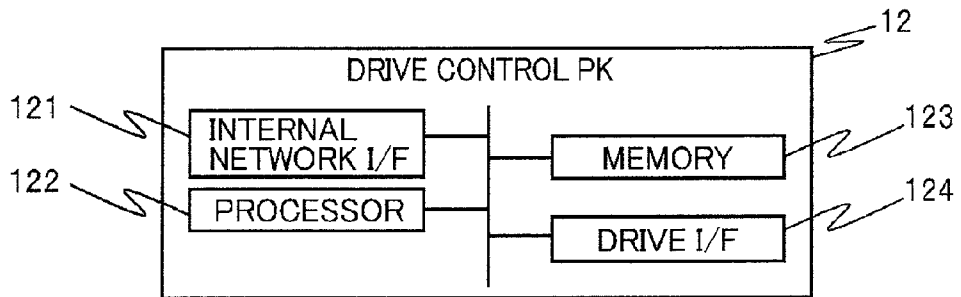 12
DRIVE CONTROL PK
121
INTERNAL
NETWORK I/F
123
MEMORY
122
PROCESSOR
124
DRIVE I/F